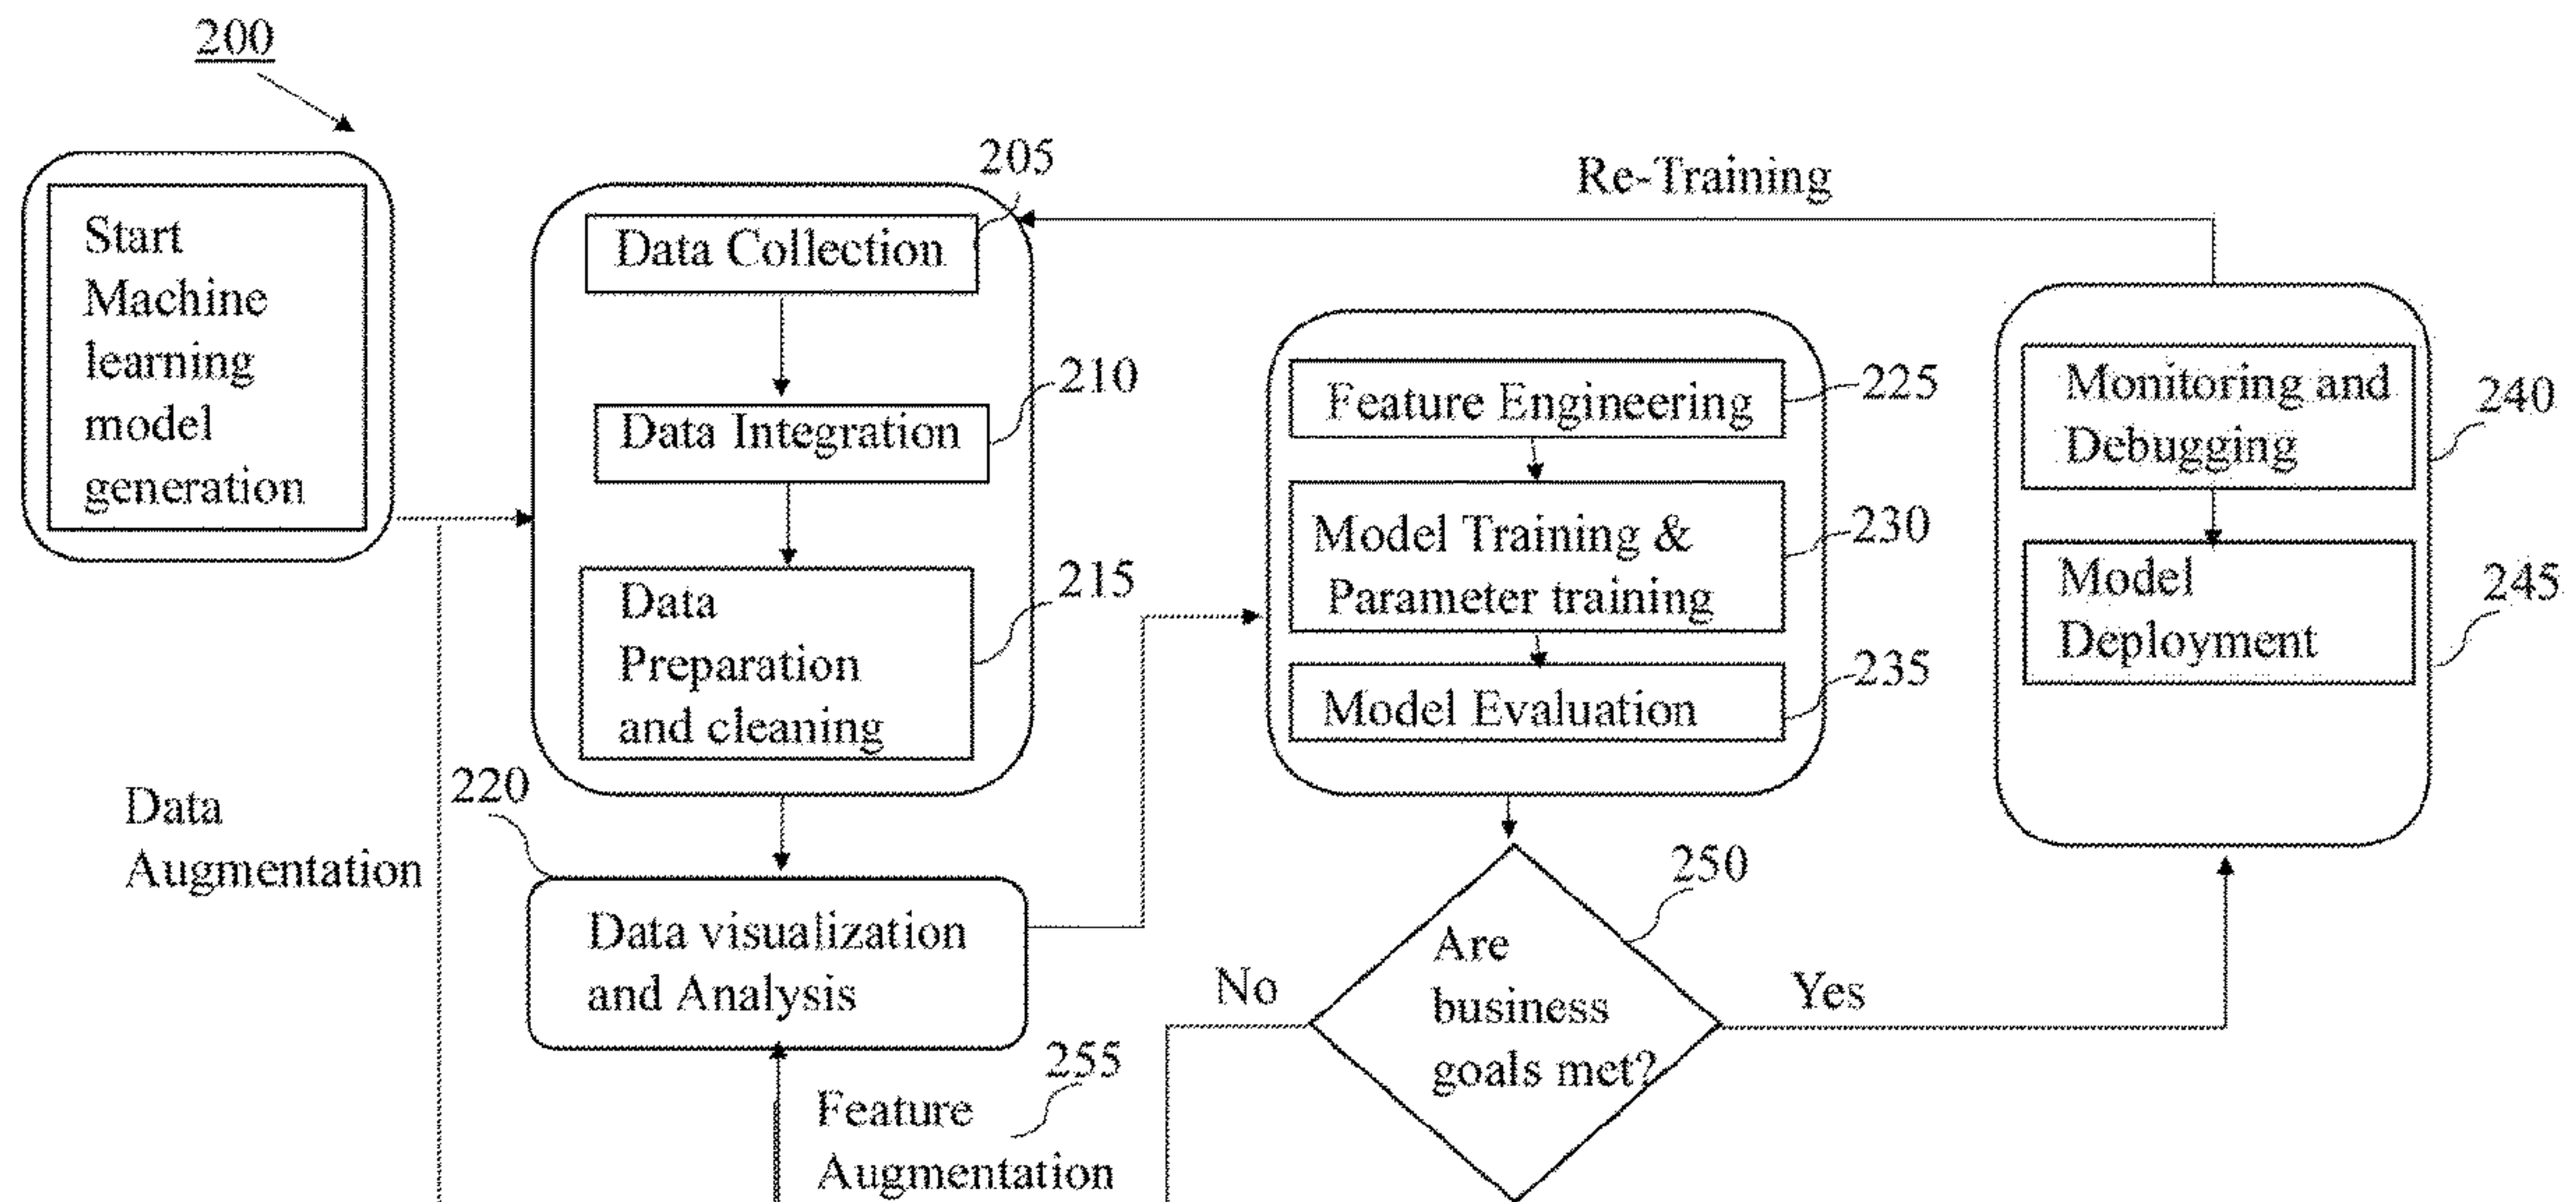 200
Start
Machine
learning
model
generation
205
Data Collection
210
Data Integration
215
Data
Preparation
and cleaning
Re-Training
225
Feature Engineering
230
Model Training &
Parameter training
235
Model Evaluation
240
Monitoring and
Debugging
245
Model
Deployment
Data
Augmentation
220
Data visualization
and Analysis
250
Are
business
goals met?
No
Yes
255
Feature
Augmentation